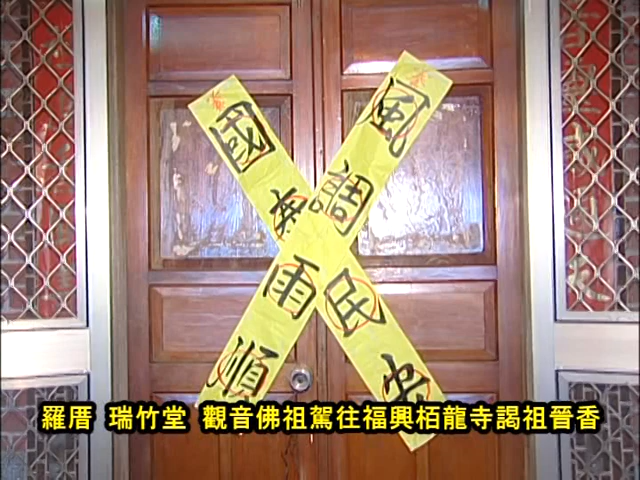 風調雨順
國泰民安
羅厝 瑞竹堂 觀音佛祖駕往福興栢龍寺謁祖晉香